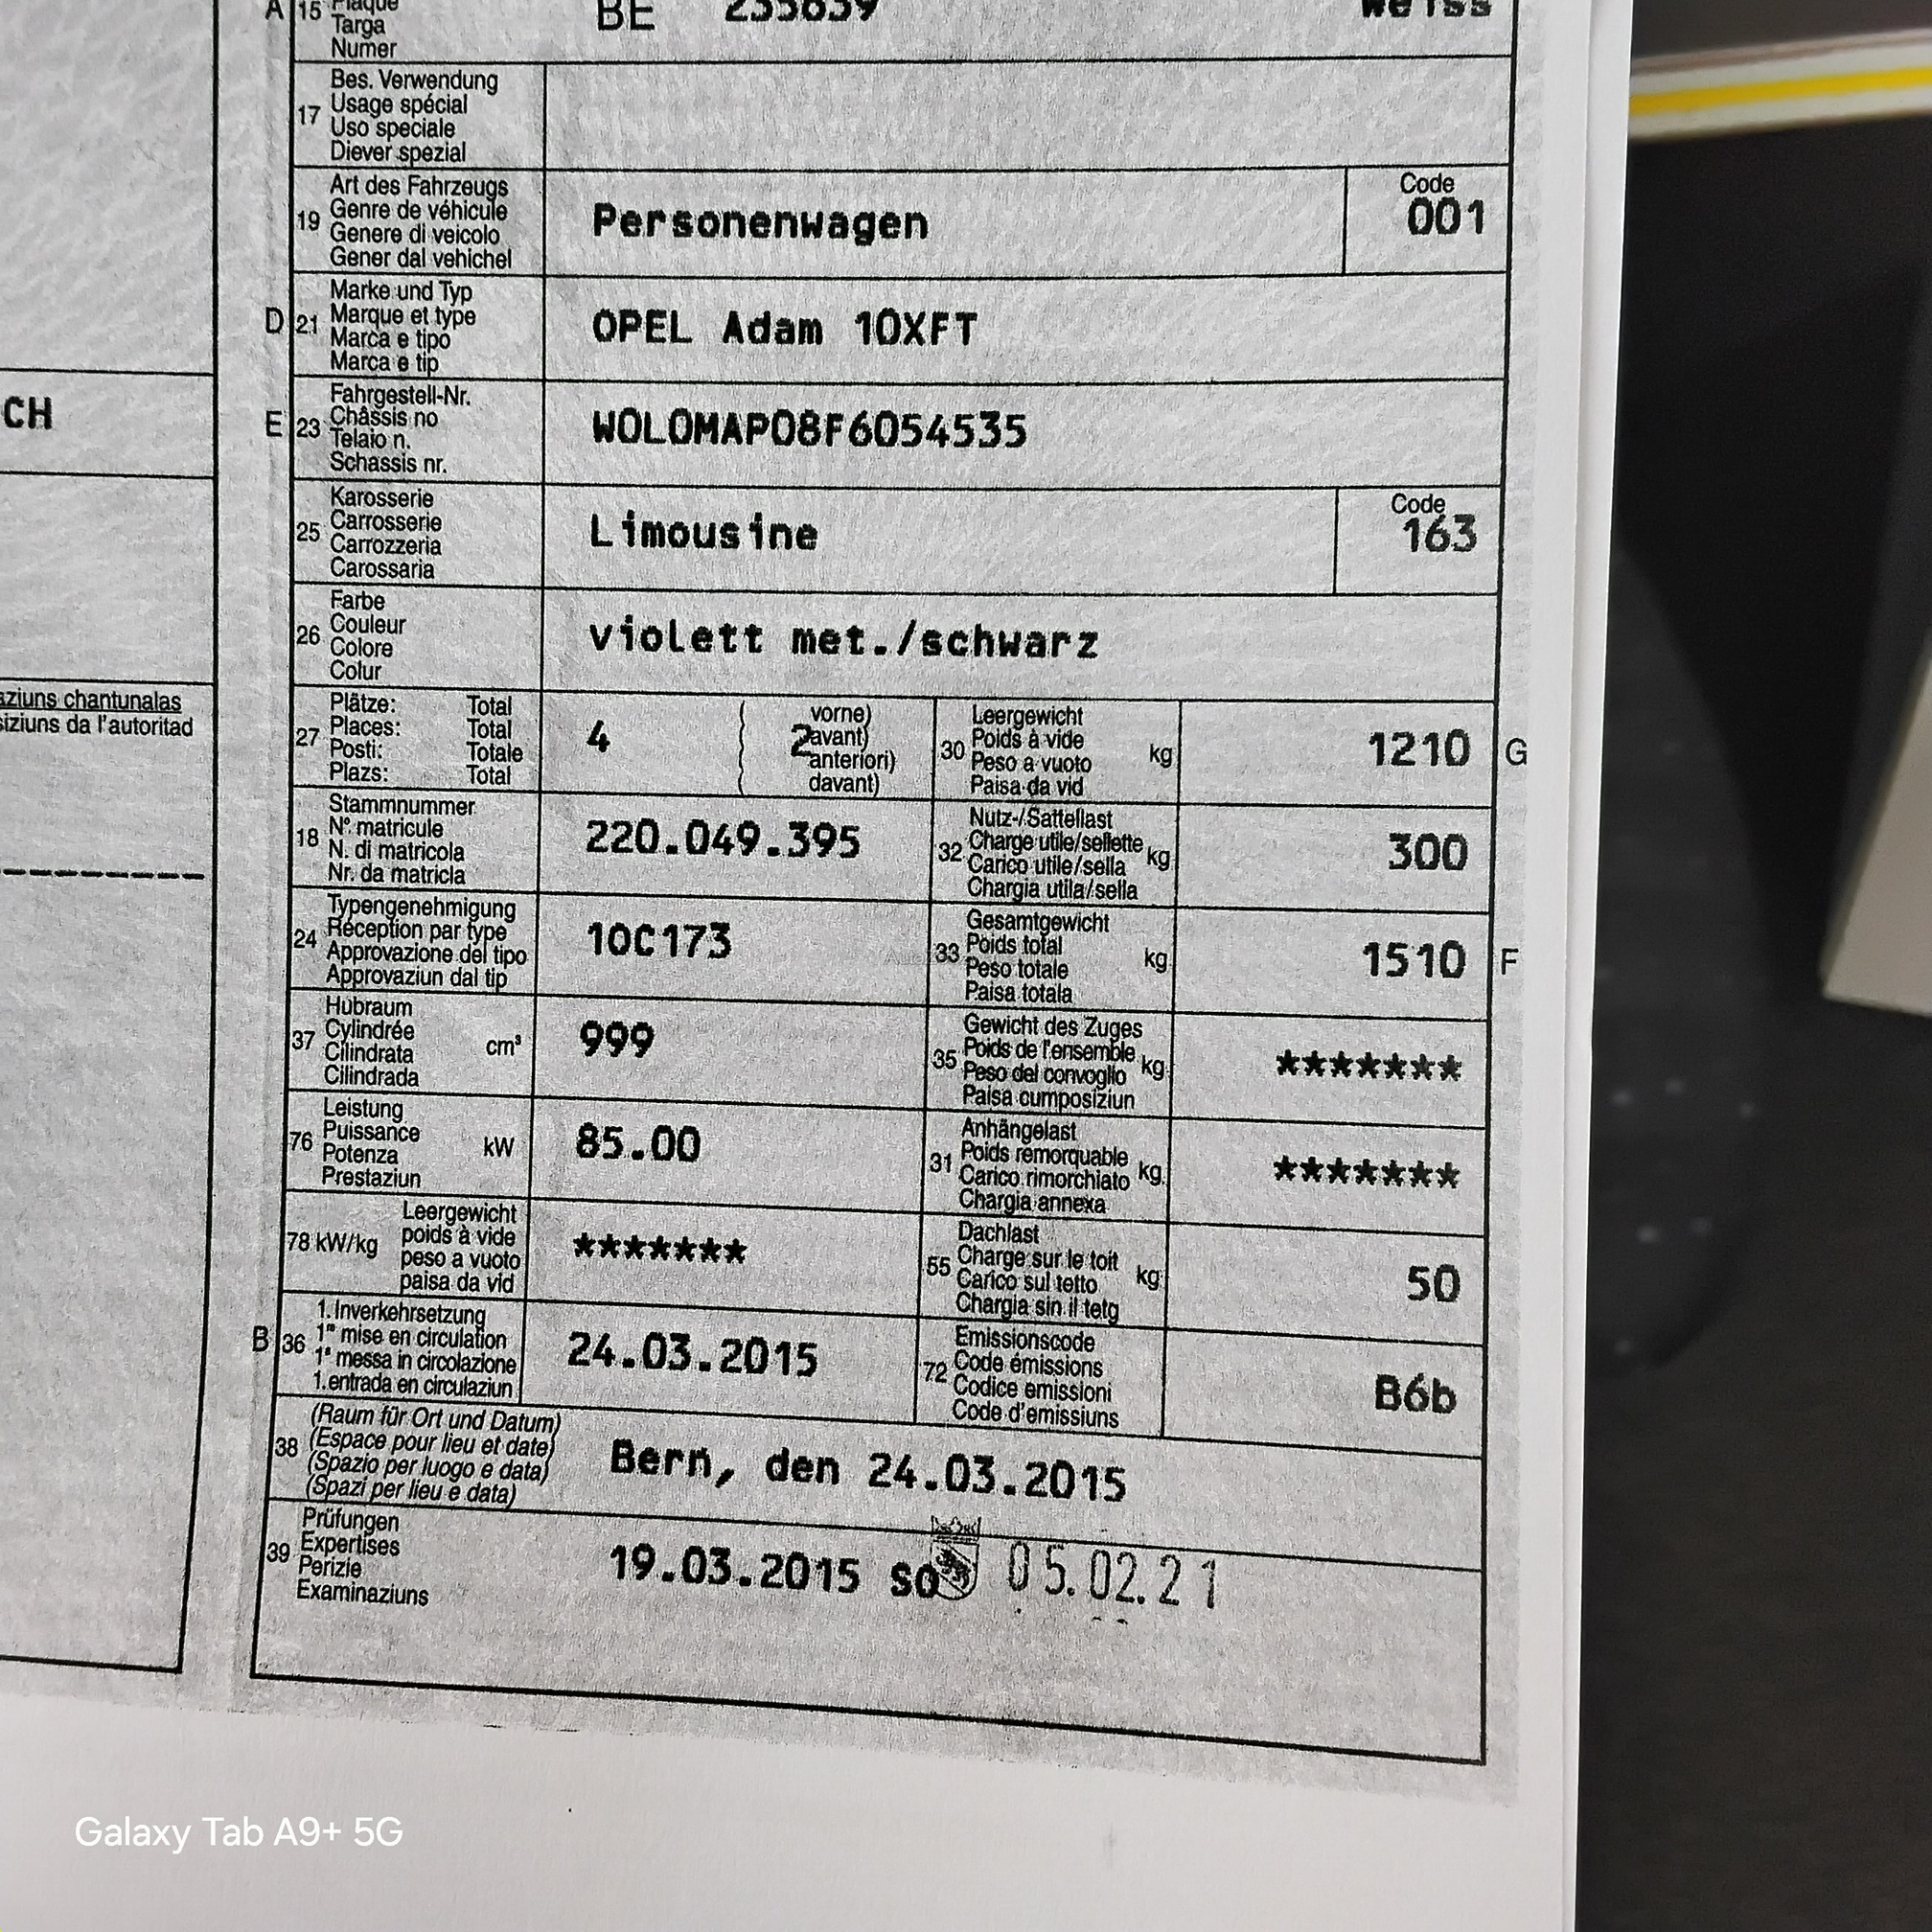 A 15 Plaque
Targa
Numer
BE 235839 weiss
17 Bes. Verwendung
Usage spécial
Uso speciale
Diever spezial
19 Art des Fahrzeugs
Genre de véhicule
Genere di veicolo
Gener dal vehichel
Personenwagen
Code
001
D 21 Marke und Typ
Marque et type
Marca e tipo
Marca e tip
OPEL Adam 10XFT
CH
E 23 Fahrgestell-Nr.
Châssis no
Telaio n.
Schassis nr.
WOLOMAP08F6054535
25 Karosserie
Carrosserie
Carrozzeria
Carossaria
Limousine
Code
163
26 Farbe
Couleur
Colore
Colur
violett met./schwarz
aziuns chantunalas
siziuns da l'autoritad
27 Plätze: Total
Places: Total
Posti: Totale
Plazs: Total
4
2
vorne)
avant)
anteriori)
davant)
30 Leergewicht
Poids à vide
Peso a vuoto
Paisa da vid
kg
1210 G
18 Stammnummer
N° matricule
N. di matricola
Nr. da matricla
220.049.395
32 Nutz-/Sattellast
Charge utile/sellette
Carico utile/sella
Chargia utila/sella
kg
300
24 Typengenehmigung
Réception par type
Approvazione del tipo
Approvaziun dal tip
10C173
33 Gesamtgewicht
Poids total
Peso totale
Paisa totala
kg
1510 F
37 Hubraum
Cylindrée
Cilindrata
Cilindrada
cm³
999
35 Gewicht des Zuges
Poids de l'ensemble
Peso del convoglio
Paisa cumposiziun
kg
*******
76 Leistung
Puissance
Potenza
Prestaziun
kW
85.00
31 Anhängelast
Poids remorquable
Carico rimorchiato
Chargia annexa
kg
*******
78 kW/kg
Leergewicht
poids à vide
peso a vuoto
paisa da vid
*******
55 Dachlast
Charge sur le toit
Carico sul tetto
Chargia sin il tetg
kg
50
B 36 1. Inverkehrsetzung
1re mise en circulation
1a messa in circolazione
1. entrada en circulaziun
24.03.2015
72 Emissionscode
Code émissions
Codice emissioni
Code d'emissiuns
B6b
38 (Raum für Ort und Datum)
(Espace pour lieu et date)
(Spazio per luogo e data)
(Spazi per lieu e data)
Bern, den 24.03.2015
39 Prüfungen
Expertises
Perizie
Examinaziuns
19.03.2015 so 05.02.21
Galaxy Tab A9+ 5G